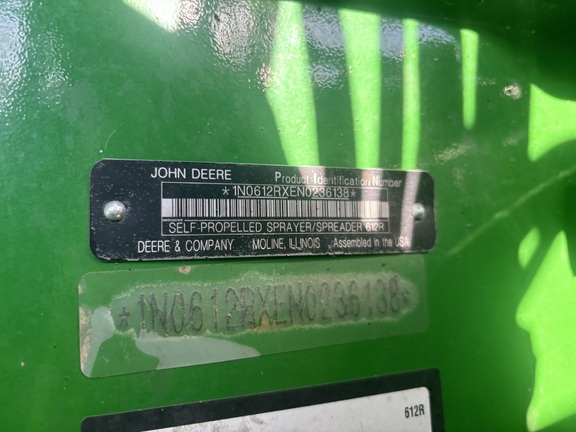 JOHN DEERE Product Identification Number
*1N0612RXEN0236138*
SELF-PROPELLED SPRAYER/SPREADER 612R
DEERE & COMPANY MOLINE, ILLINOIS Assembled in the USA
*1N0612RXEN0236138*
612R